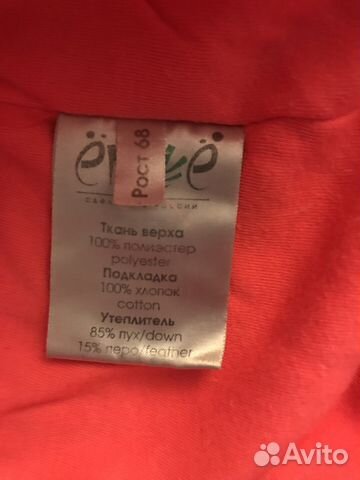 Рост 68
Ткань верха
100% полиэстер
polyester
Подкладка
100% хлопок
cotton
Утеплитель
85% пух/down
15% перо/feather
Avito